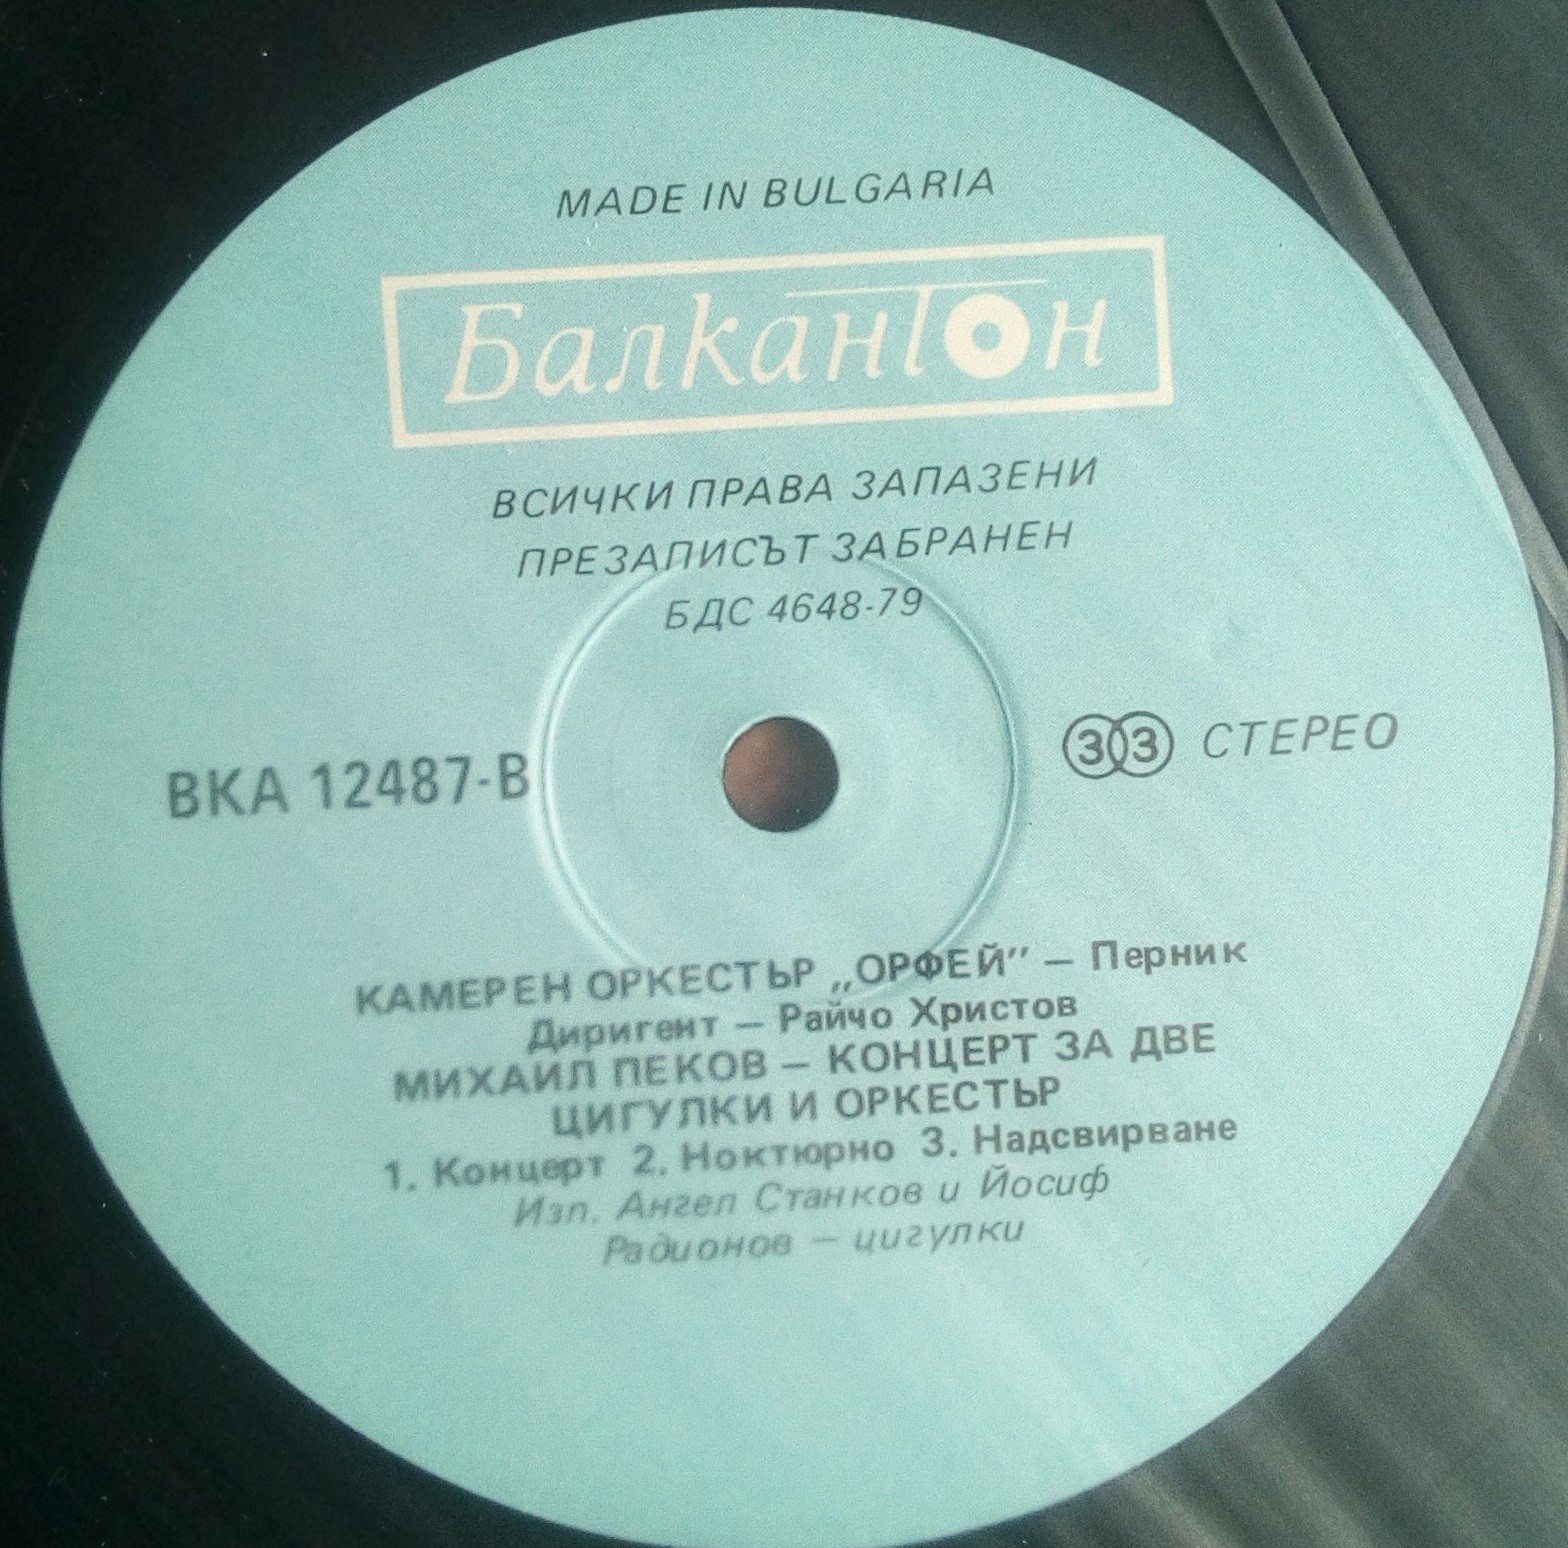 MADE IN BULGARIA
Балкантон
ВСИЧКИ ПРАВА ЗАПАЗЕНИ
ПРЕЗАПИСЪТ ЗАБРАНЕН
БДС 4648-79
ВКА 12487-В
33 СТЕРЕО
КАМЕРЕН ОРКЕСТЪР „ОРФЕЙ” — Перник
Диригент — Райчо Христов
МИХАИЛ ПЕКОВ — КОНЦЕРТ ЗА ДВЕ
ЦИГУЛКИ И ОРКЕСТЪР
1. Концерт 2. Ноктюрно 3. Надсвирване
Изп. Ангел Станков и Йосиф
Радионов — цигулки